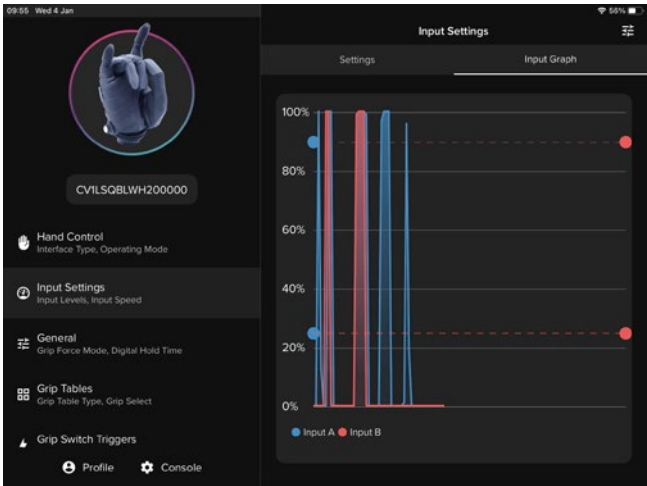 09:55 Wed 4 Jan
56%
Input Settings
Settings
Input Graph
CV1LSQBLWH200000
Hand Control
Interface Type, Operating Mode
Input Settings
Input Levels, Input Speed
General
Grip Force Mode, Digital Hold Time
Grip Tables
Grip Table Type, Grip Select
Grip Switch Triggers
Profile
Console
100%
80%
60%
40%
20%
0%
Input A
Input B